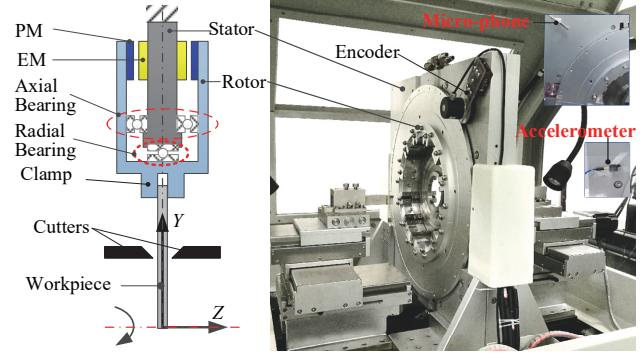 PM
Stator
Micro-phone
EM
Encoder
Axial
Bearing
Rotor
Radial
Bearing
Accelerometer
Clamp
Y
Cutters
Workpiece
Z